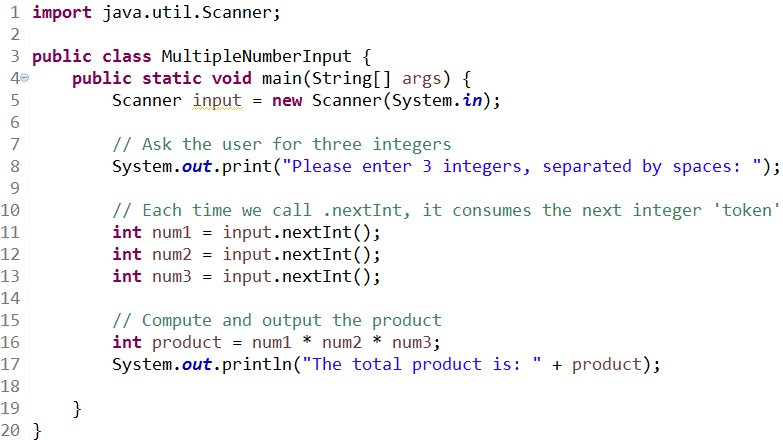 1 import java.util.Scanner;
2
3 public class MultipleNumberInput {
4     public static void main(String[] args) {
5         Scanner input = new Scanner(System.in);
6
7         // Ask the user for three integers
8         System.out.print("Please enter 3 integers, separated by spaces: ");
9
10         // Each time we call .nextInt, it consumes the next integer 'token'
11         int num1 = input.nextInt();
12         int num2 = input.nextInt();
13         int num3 = input.nextInt();
14
15         // Compute and output the product
16         int product = num1 * num2 * num3;
17         System.out.println("The total product is: " + product);
18
19     }
20 }